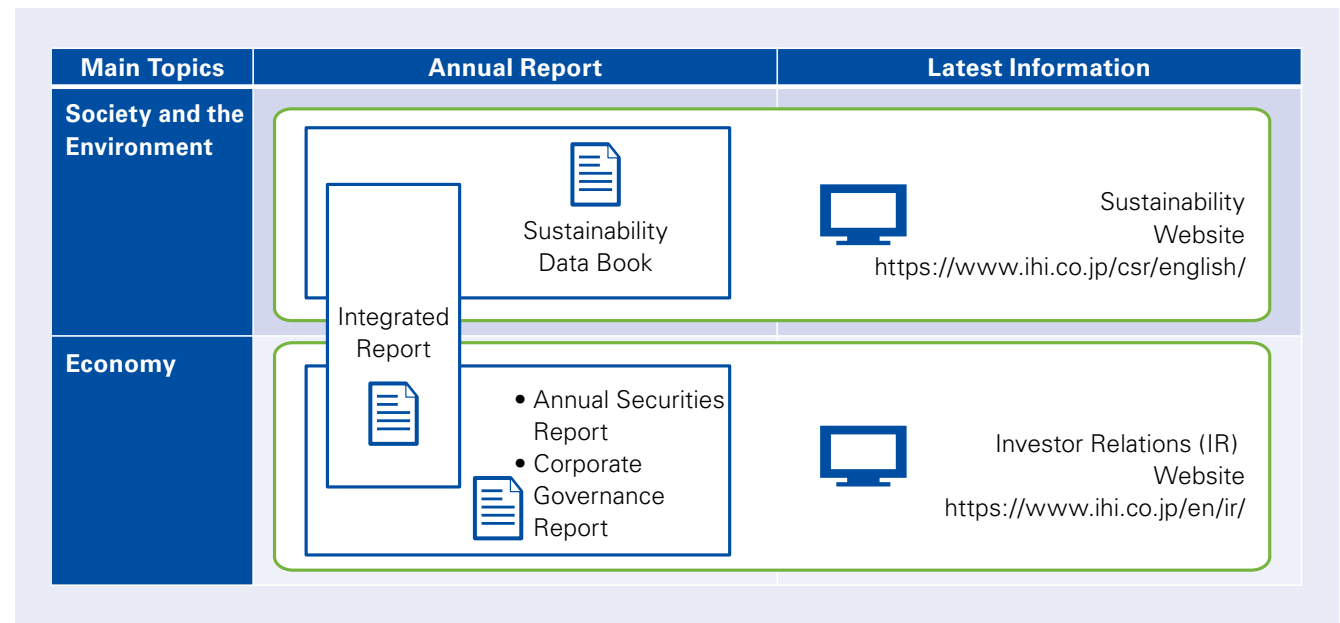 Main Topics
Annual Report
Latest Information
Society and the
Environment
Sustainability
Data Book
Sustainability
Website
https://www.ihi.co.jp/csr/english/
Integrated
Report
Economy
• Annual Securities
Report
• Corporate
Governance
Report
Investor Relations (IR)
Website
https://www.ihi.co.jp/en/ir/